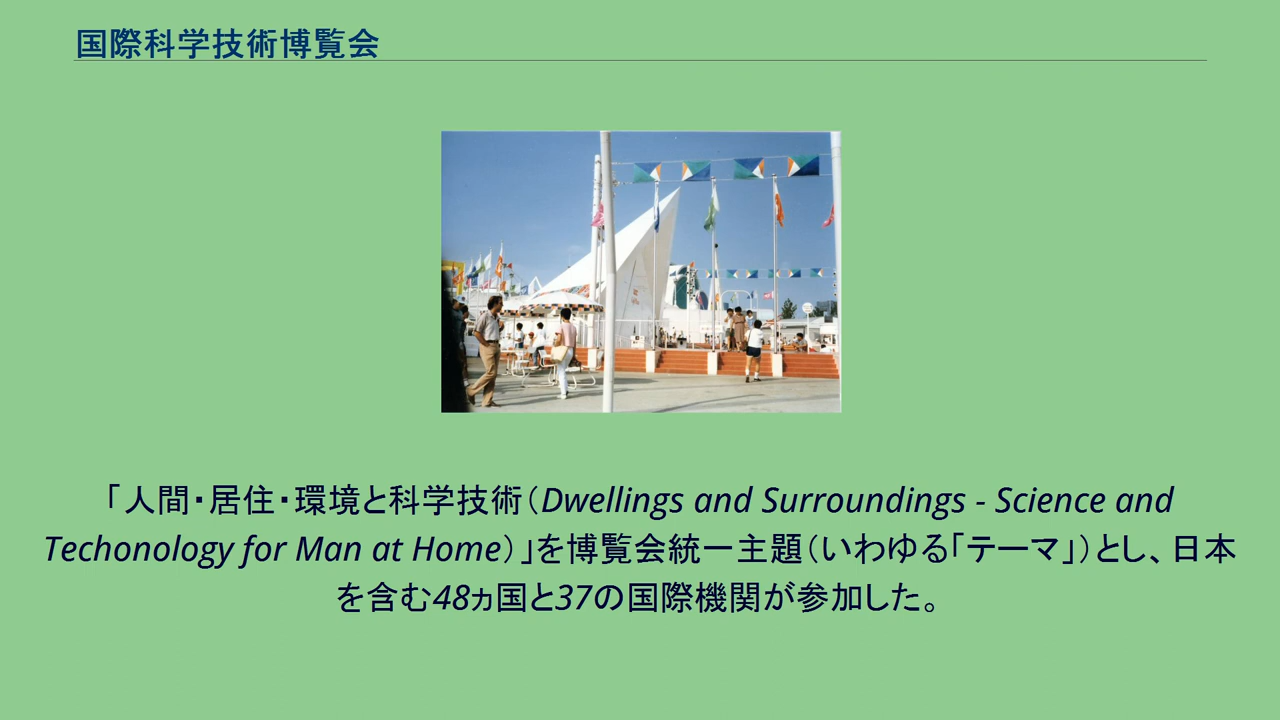 国際科学技術博覧会
「人間・居住・環境と科学技術（Dwellings and Surroundings - Science and
Techonology for Man at Home）」を博覧会統一主題（いわゆる「テーマ」）とし、日本
を含む48ヵ国と37の国際機関が参加した。